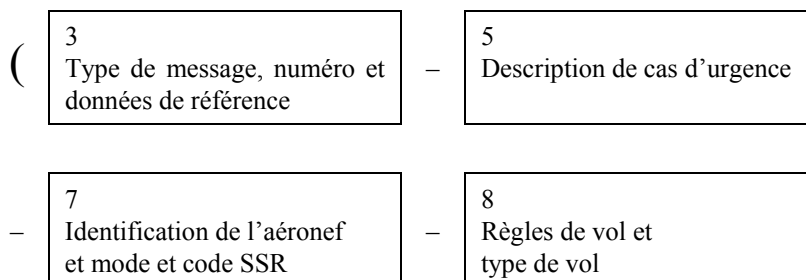 ( 3 – 5
Type de message, numéro et
données de référence
Description de cas d’urgence
– 7 – 8
Identification de l’aéronef
et mode et code SSR
Règles de vol et
type de vol